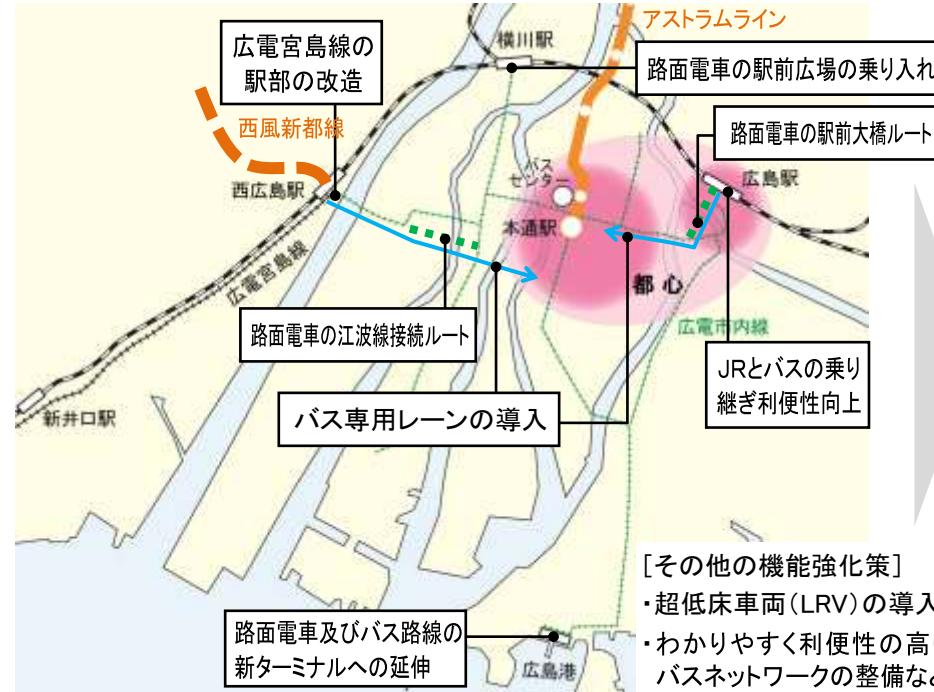 アストラムライン
広電宮島線の
駅部の改造
横川駅
路面電車の駅前広場の乗り入れ
西風新都線
路面電車の駅前大橋ルート
バス
センター
広島駅
西広島駅
本通駅
都心
広電宮島線
広電市内線
路面電車の江波線接続ルート
JRとバスの乗り
継ぎ利便性向上
バス専用レーンの導入
新井口駅
[その他の機能強化策]
・超低床車両(LRV)の導入
・わかりやすく利便性の高
バスネットワークの整備な
路面電車及びバス路線の
新ターミナルへの延伸
広島港